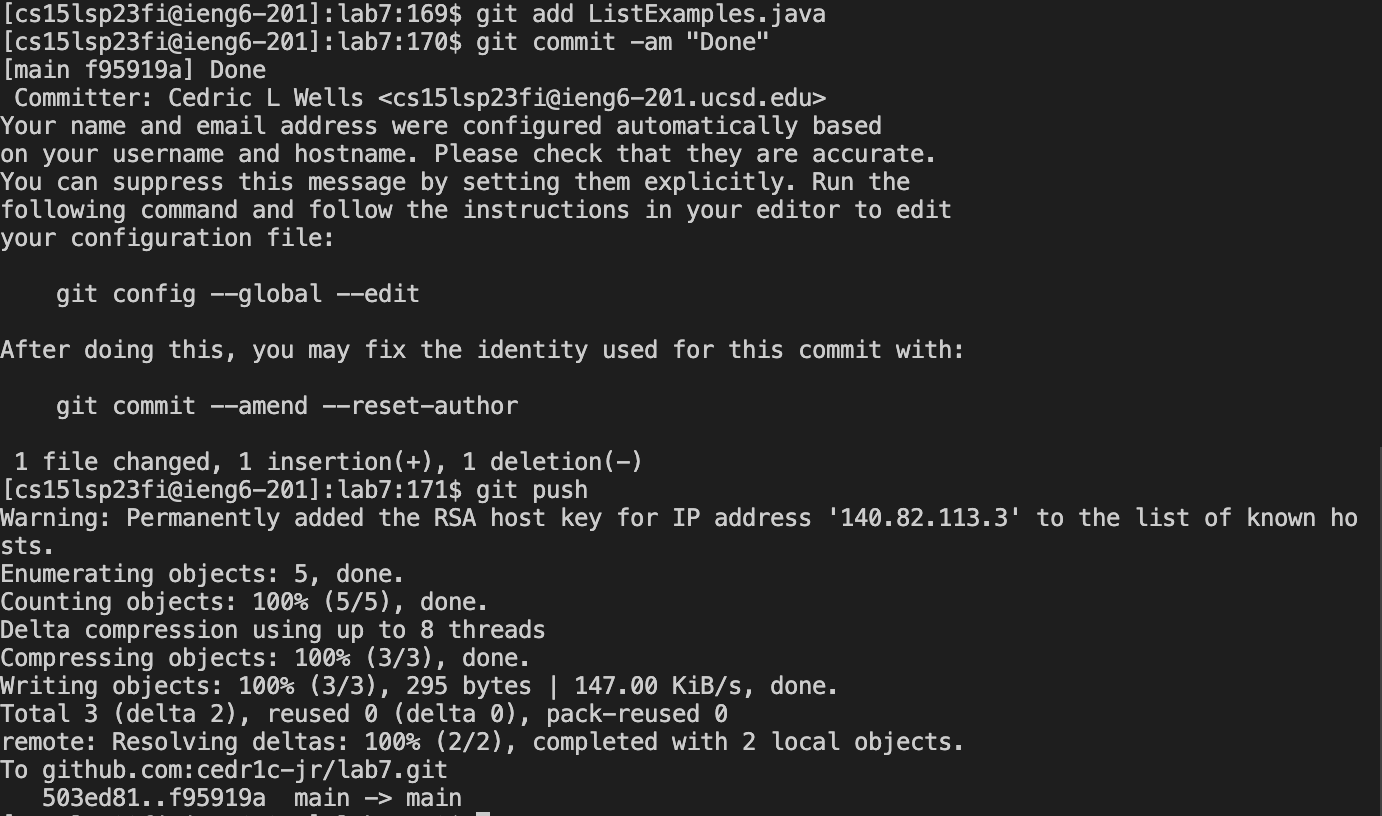 [cs15lsp23fi@ieng6-201]:lab7:169$ git add ListExamples.java
[cs15lsp23fi@ieng6-201]:lab7:170$ git commit -am "Done"
[main f95919a] Done
 Committer: Cedric L Wells <cs15lsp23fi@ieng6-201.ucsd.edu>
Your name and email address were configured automatically based
on your username and hostname. Please check that they are accurate.
You can suppress this message by setting them explicitly. Run the
following command and follow the instructions in your editor to edit
your configuration file:

    git config --global --edit

After doing this, you may fix the identity used for this commit with:

    git commit --amend --reset-author

 1 file changed, 1 insertion(+), 1 deletion(-)
[cs15lsp23fi@ieng6-201]:lab7:171$ git push
Warning: Permanently added the RSA host key for IP address '140.82.113.3' to the list of known ho
sts.
Enumerating objects: 5, done.
Counting objects: 100% (5/5), done.
Delta compression using up to 8 threads
Compressing objects: 100% (3/3), done.
Writing objects: 100% (3/3), 295 bytes | 147.00 KiB/s, done.
Total 3 (delta 2), reused 0 (delta 0), pack-reused 0
remote: Resolving deltas: 100% (2/2), completed with 2 local objects.
To github.com:cedr1c-jr/lab7.git
   503ed81..f95919a  main -> main